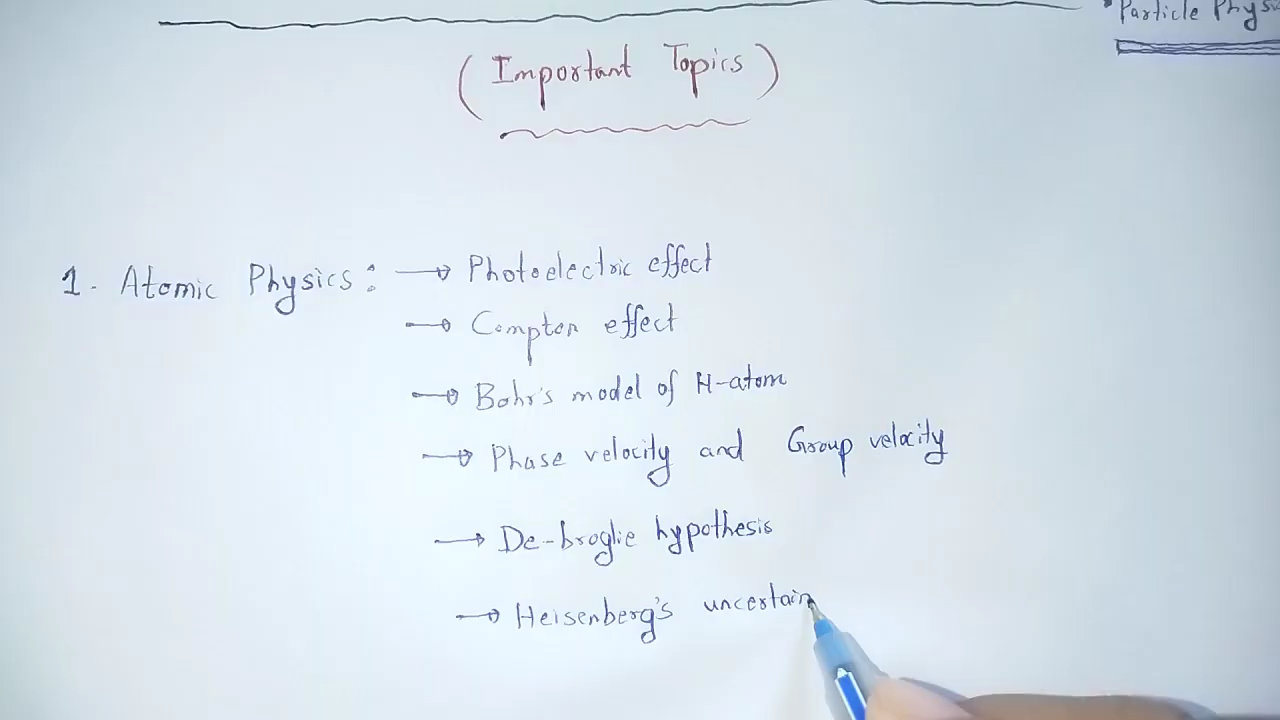 Particle Phys
(Important Topics)
1. Atomic Physics: → Photoelectric effect
→ Compton effect
→ Bohr's model of H-atom
→ Phase velocity and Group velocity
→ De-broglie hypothesis
→ Heisenberg's uncertain